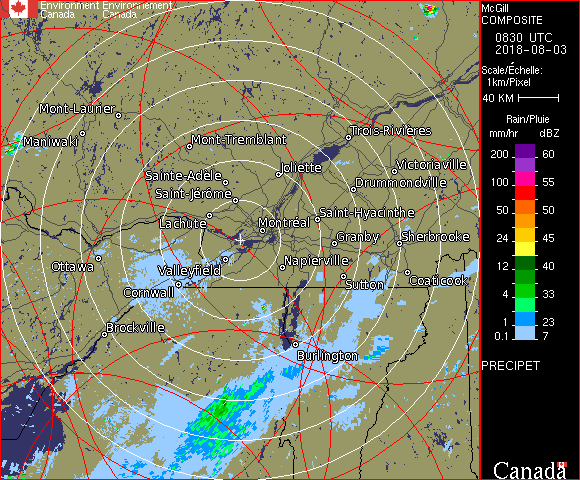 Environment Environnement
Canada Canada
McGill
COMPOSITE
0830 UTC
2018-08-03
Scale/Échelle:
1km/Pixel
40 KM
Rain/Pluie
mm/hr dBZ
200 60
150 57
100 55
50 50
24 45
12 40
4 33
1 23
0.1 7
PRECIPET
Canada
Mont-Laurier
Maniwaki
Mont-Tremblant
Trois-Rivières
Joliette
Victoriaville
Sainte-Adèle
Drummondville
Saint-Jérôme
Lachute
Saint-Hyacinthe
Montréal
Granby
Sherbrooke
Ottawa
Valleyfield
Napierville
Cornwall
Sutton
Coaticook
Brockville
Burlington